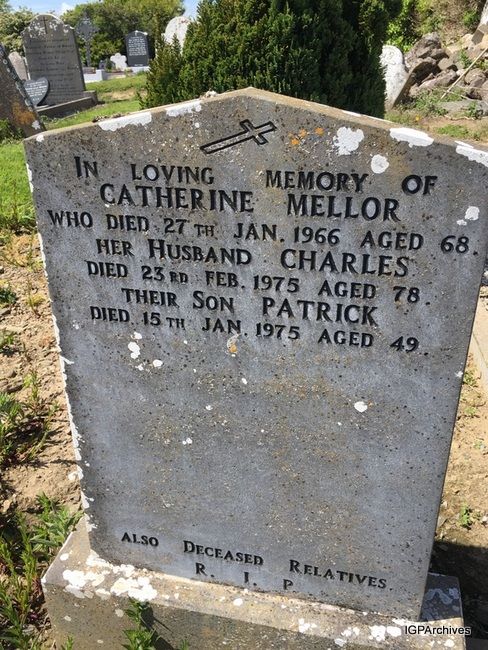 IN LOVING MEMORY OF
CATHERINE MELLOR
WHO DIED 27TH JAN. 1966 AGED 68.
HER HUSBAND CHARLES
DIED 23RD FEB. 1975 AGED 78.
THEIR SON PATRICK
DIED 15TH JAN. 1975 AGED 49.
ALSO DECEASED RELATIVES
R. I. P.
IGPArchives